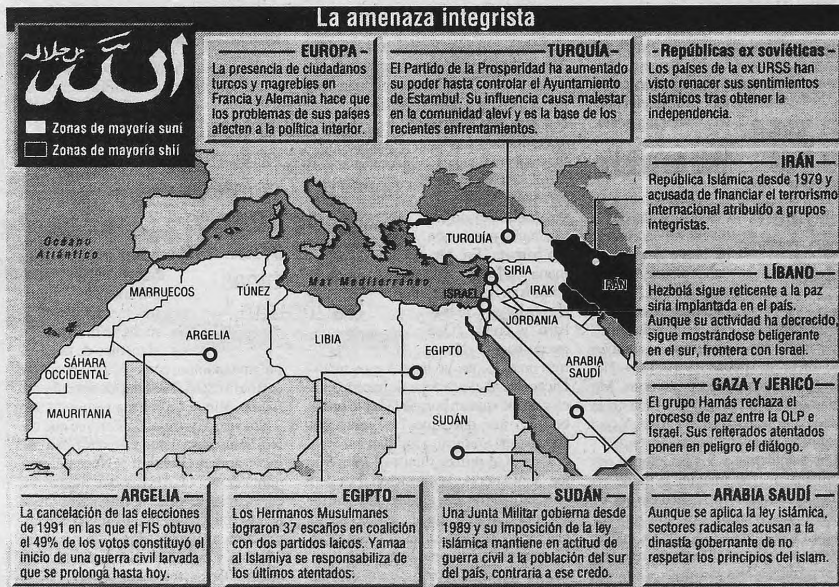 La amenaza integrista
الله جل جلاله
Zonas de mayoría suní
Zonas de mayoría shií
EUROPA
La presencia de ciudadanos
turcos y magrebíes en
Francia y Alemania hace que
los problemas de sus países
afecten a la política interior.
TURQUÍA
El Partido de la Prosperidad ha aumentado
su poder hasta controlar el Ayuntamiento
de Estambul. Su influencia causa malestar
en la comunidad aleví y es la base de los
recientes enfrentamientos.
- Repúblicas ex soviéticas -
Los países de la ex URSS han
visto renacer sus sentimientos
islámicos tras obtener la
independencia.
IRÁN
República Islámica desde 1979 y
acusada de financiar el terrorismo
internacional atribuido a grupos
integristas.
LÍBANO
Hezbolá sigue reticente a la paz
siria implantada en el país.
Aunque su actividad ha decrecido,
sigue mostrándose beligerante
en el sur, frontera con Israel.
GAZA Y JERICÓ
El grupo Hamás rechaza el
proceso de paz entre la OLP e
Israel. Sus reiterados atentados
ponen en peligro el diálogo.
Océano
Atlántico
Mar Mediterráneo
MARRUECOS
TÚNEZ
ARGELIA
LIBIA
SÁHARA
OCCIDENTAL
MAURITANIA
EGIPTO
SUDÁN
TURQUÍA
SIRIA
IRAK
IRÁN
ISRAEL
JORDANIA
ARABIA
SAUDÍ
ARGELIA
La cancelación de las elecciones
de 1991 en las que el FIS obtuvo
el 49% de los votos constituyó el
inicio de una guerra civil larvada
que se prolonga hasta hoy.
EGIPTO
Los Hermanos Musulmanes
lograron 37 escaños en coalición
con dos partidos laicos. Yamaa
al Islamiya se responsabiliza de
los últimos atentados.
SUDÁN
Una Junta Militar gobierna desde
1989 y su imposición de la ley
islámica mantiene en actitud de
guerra civil a la población del sur
del país, contraria a ese credo.
ARABIA SAUDÍ
Aunque se aplica la ley islámica,
sectores radicales acusan a la
dinastía gobernante de no
respetar los principios del islam.